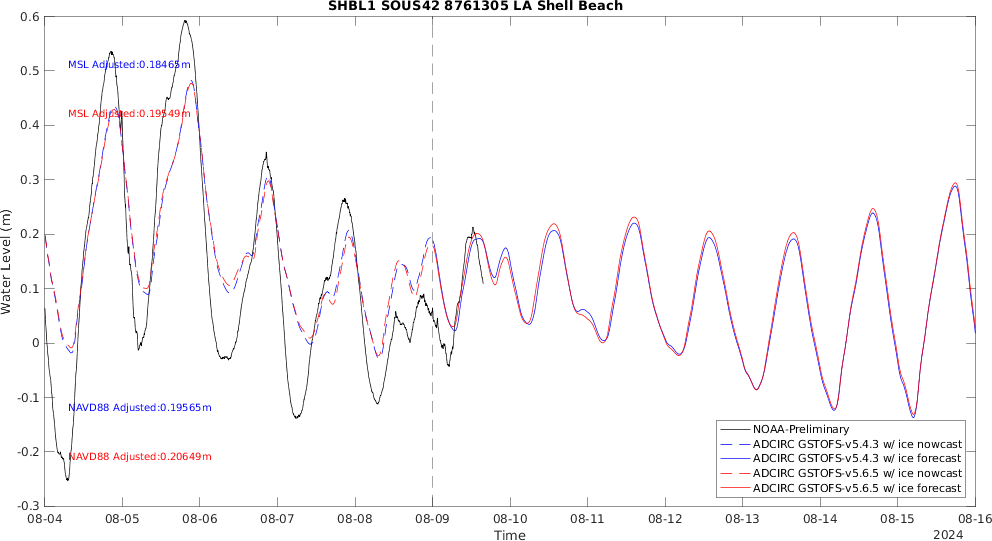 SHBL1 SOUS42 8761305 LA Shell Beach
Water Level (m)
0.6
0.5
0.4
0.3
0.2
0.1
0
-0.1
-0.2
-0.3
MSL Adjusted:0.18465m
MSL Adjusted:0.19549m
NAVD88 Adjusted:0.19565m
NAVD88 Adjusted:0.20649m
NOAA-Preliminary
ADCIRC GSTOFS-v5.4.3 w/ ice nowcast
ADCIRC GSTOFS-v5.4.3 w/ ice forecast
ADCIRC GSTOFS-v5.6.5 w/ ice nowcast
ADCIRC GSTOFS-v5.6.5 w/ ice forecast
08-04 08-05 08-06 08-07 08-08 08-09 08-10 08-11 08-12 08-13 08-14 08-15 08-16
Time
2024